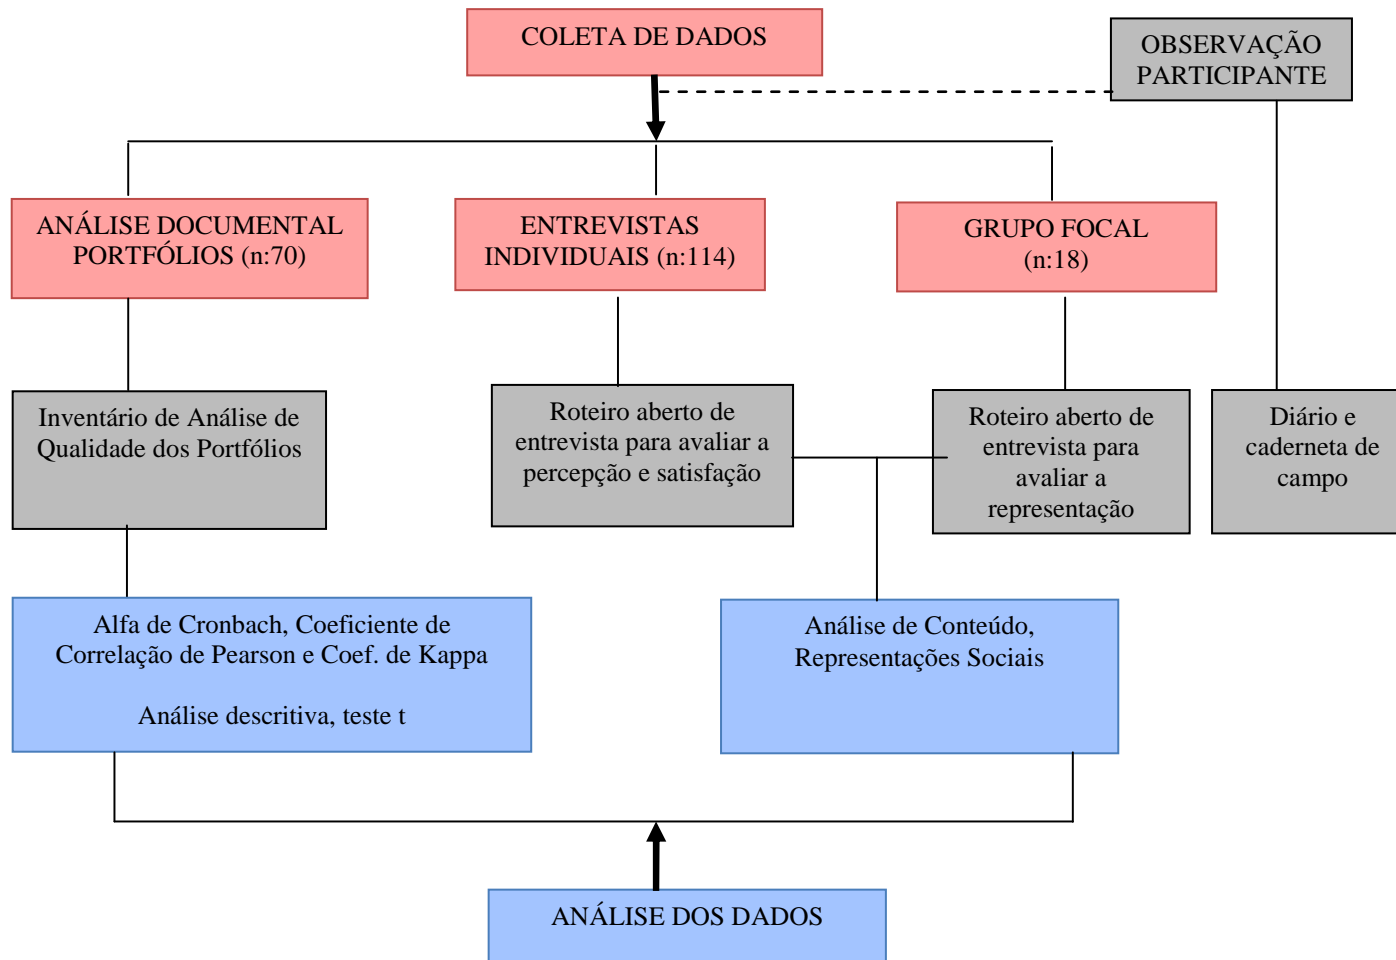 COLETA DE DADOS
OBSERVAÇÃO
PARTICIPANTE
ANÁLISE DOCUMENTAL
PORTFÓLIOS (n:70)
ENTREVISTAS
INDIVIDUAIS (n:114)
GRUPO FOCAL
(n:18)
Inventário de Análise de
Qualidade dos Portfólios
Roteiro aberto de
entrevista para avaliar a
percepção e satisfação
Roteiro aberto de
entrevista para
avaliar a
representação
Diário e
caderneta de
campo
Alfa de Cronbach, Coeficiente de
Correlação de Pearson e Coef. de Kappa
Análise descritiva, teste t
Análise de Conteúdo,
Representações Sociais
ANÁLISE DOS DADOS